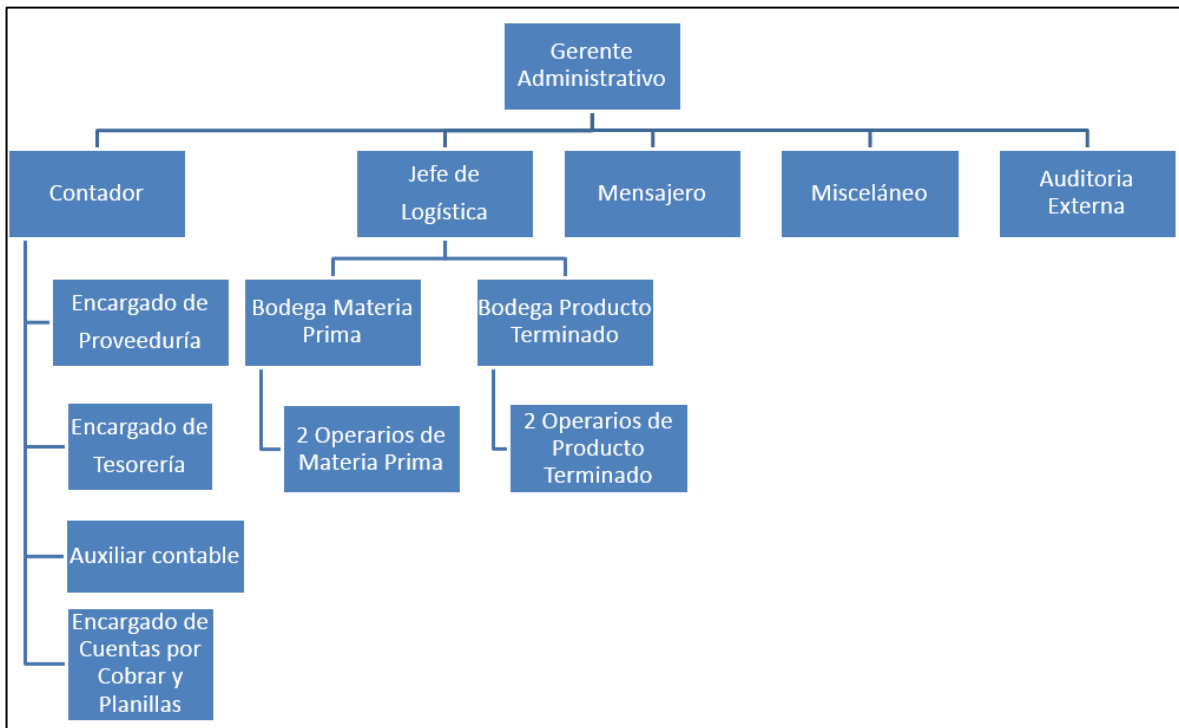 Gerente
Administrativo
Contador
Jefe de
Logística
Mensajero
Misceláneo
Auditoria
Externa
Encargado de
Proveeduría
Bodega Materia
Prima
Bodega Producto
Terminado
Encargado de
Tesorería
2 Operarios de
Materia Prima
2 Operarios de
Producto
Terminado
Auxiliar contable
Encargado de
Cuentas por
Cobrar y
Planillas